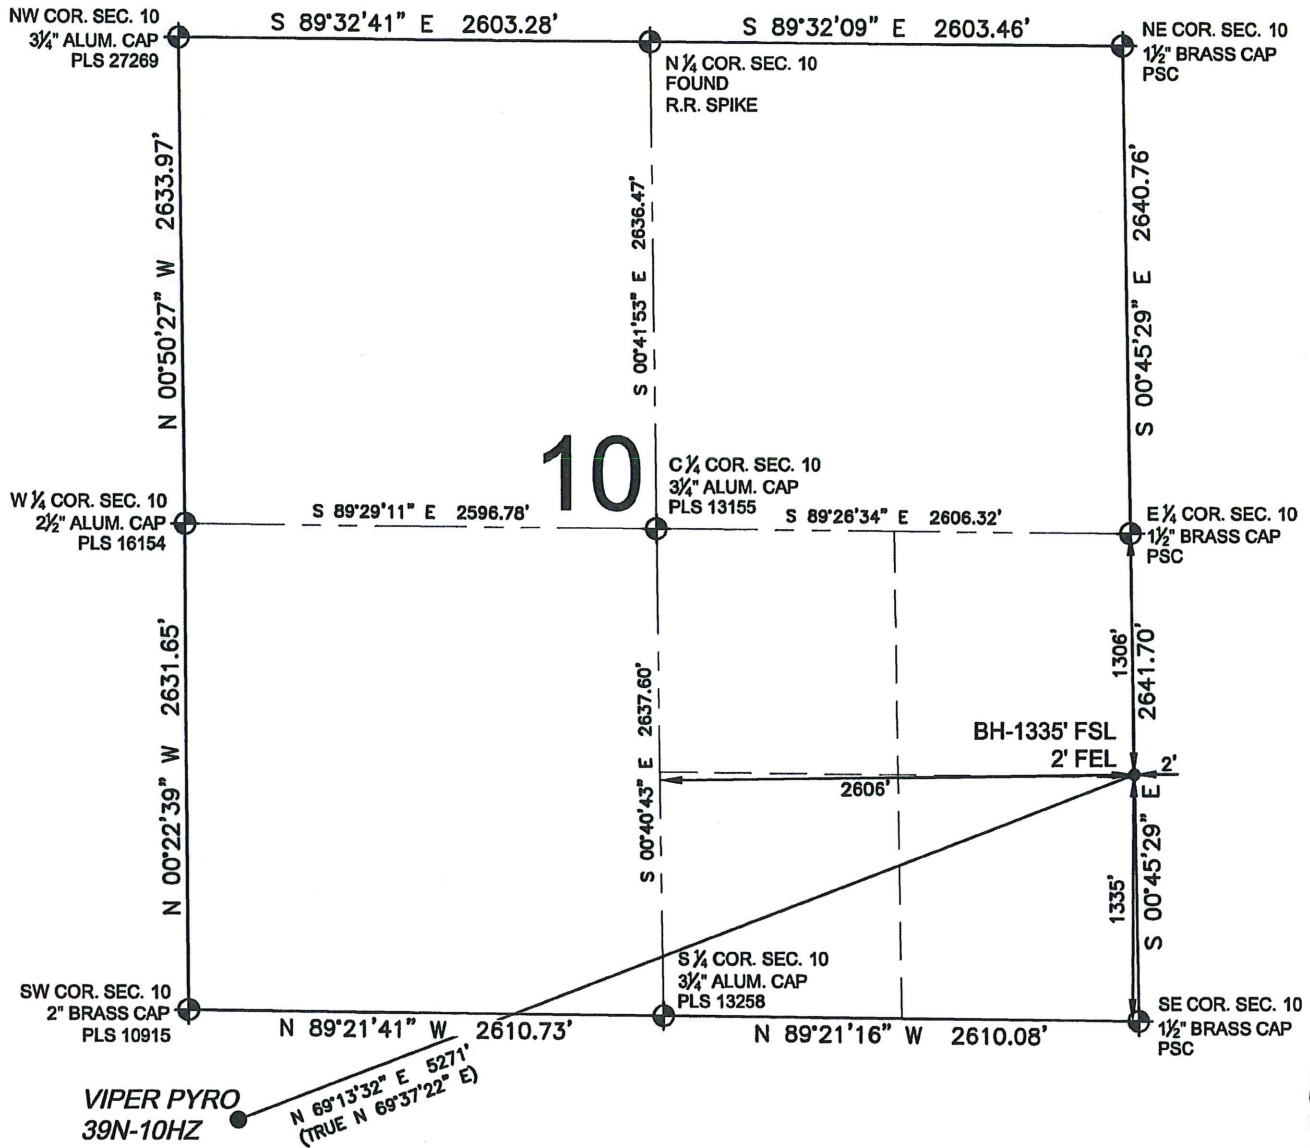 NW COR. SEC. 10
3¼" ALUM. CAP
PLS 27269
S 89°32'41" E 2603.28'
S 89°32'09" E 2603.46'
NE COR. SEC. 10
1½" BRASS CAP
PSC
N ¼ COR. SEC. 10
FOUND
R.R. SPIKE
N 00°50'27" W 2633.97'
S 00°41'53" E 2636.47'
S 00°45'29" E 2640.76'
10
C ¼ COR. SEC. 10
3¼" ALUM. CAP
PLS 13155
W ¼ COR. SEC. 10
2½" ALUM. CAP
PLS 16154
S 89°29'11" E 2596.78'
S 89°26'34" E 2606.32'
E ¼ COR. SEC. 10
1½" BRASS CAP
PSC
N 00°22'39" W 2631.65'
S 00°40'43" E 2637.60'
1306'
S 00°45'29" E 2641.70'
BH-1335' FSL
2' FEL
2'
2606'
1335'
S ¼ COR. SEC. 10
3¼" ALUM. CAP
PLS 13258
SW COR. SEC. 10
2" BRASS CAP
PLS 10915
N 89°21'41" W 2610.73'
N 89°21'16" W 2610.08'
SE COR. SEC. 10
1½" BRASS CAP
PSC
VIPER PYRO
39N-10HZ
N 69°13'32" E 5271'
(TRUE N 69°37'22" E)